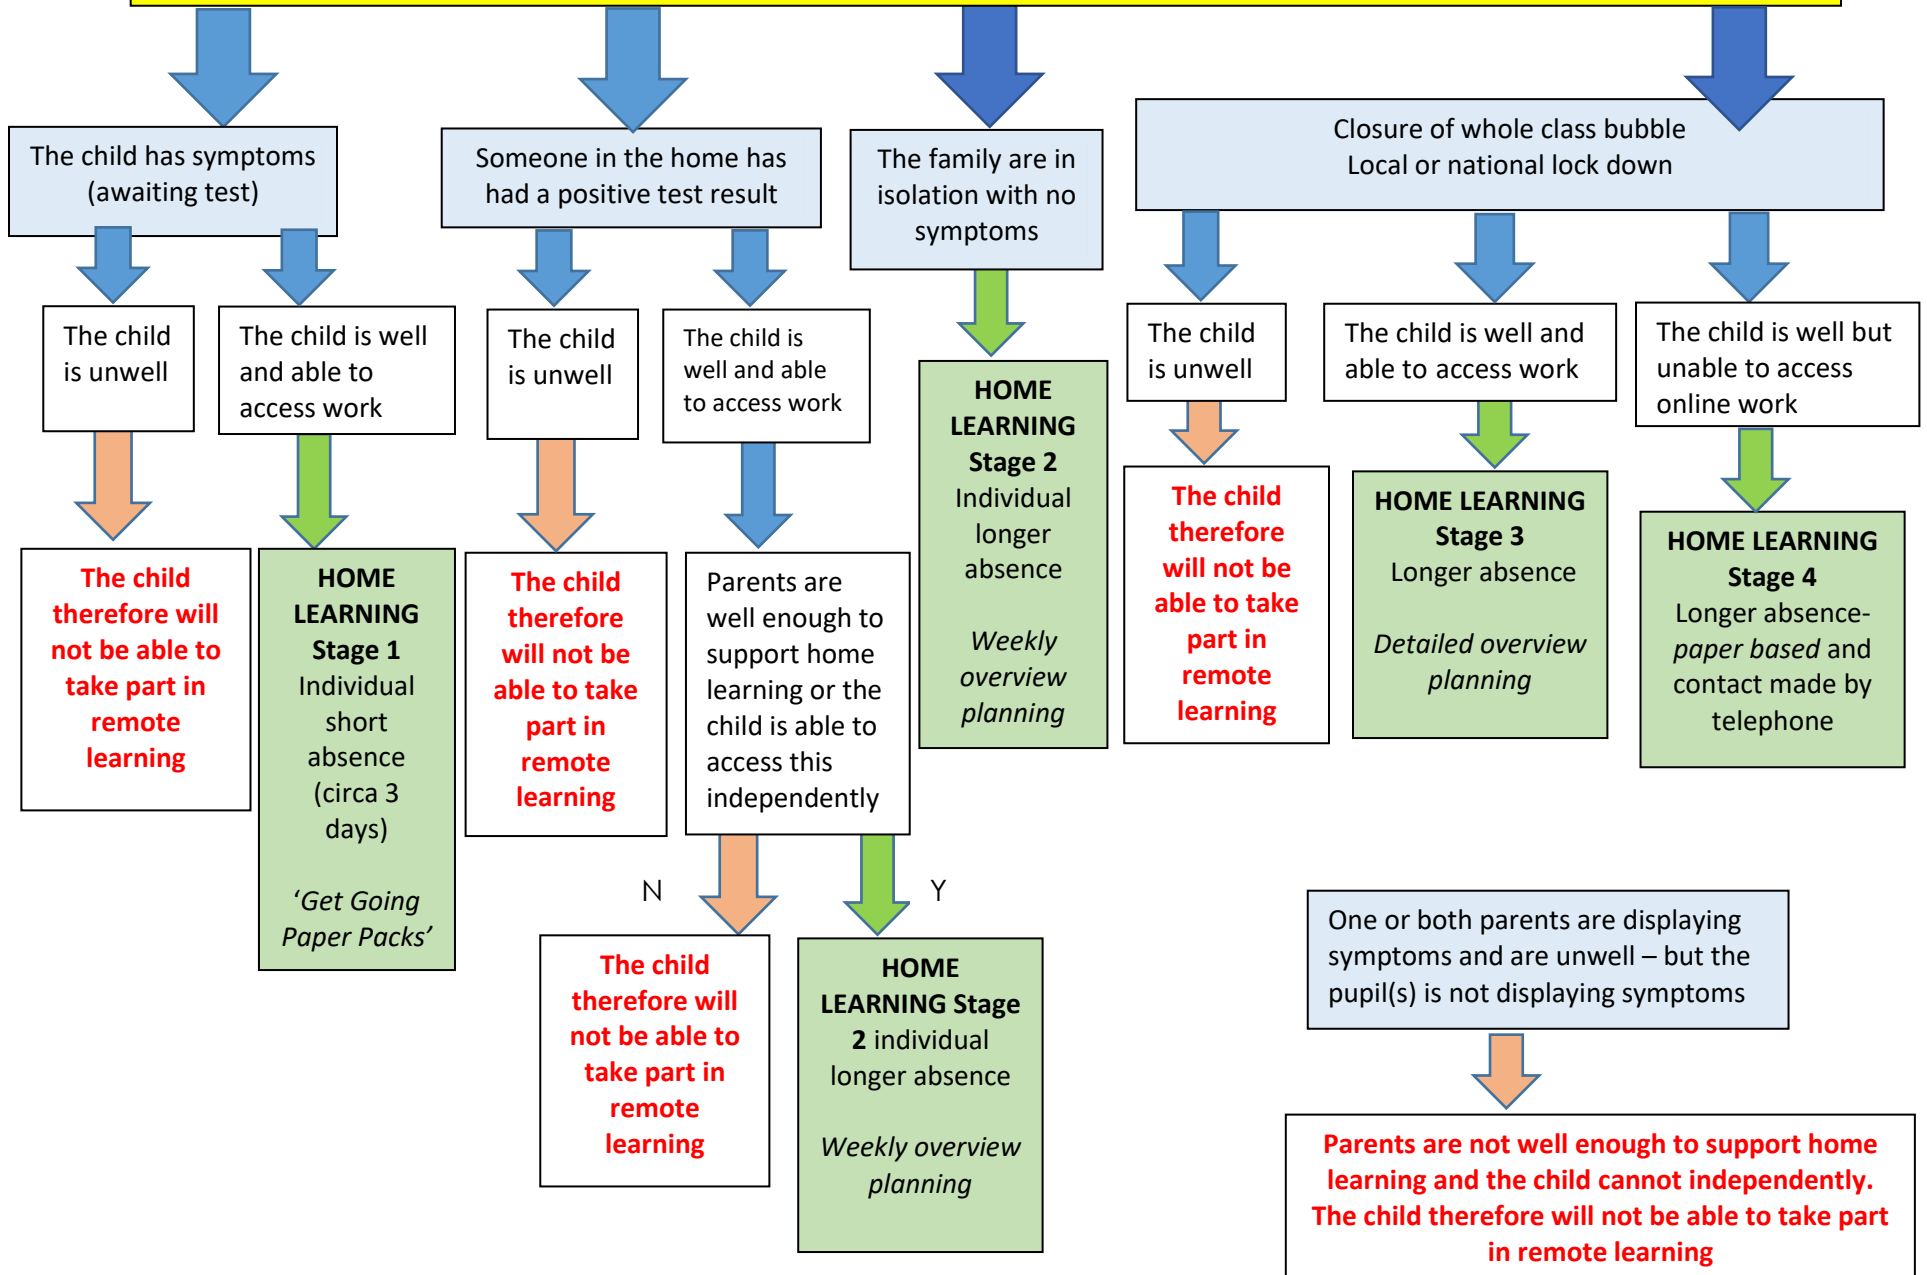 The child has symptoms
(awaiting test)
Someone in the home has
had a positive test result
The family are in
isolation with no
symptoms
Closure of whole class bubble
Local or national lock down
The child
is unwell
The child is well
and able to
access work
The child
is unwell
The child is
well and able
to access work
The child
is unwell
The child is well and
able to access work
The child is well but
unable to access
online work
The child
therefore will
not be able to
take part in
remote
learning
HOME
LEARNING
Stage 1
Individual
short
absence
(circa 3
days)
‘Get Going
Paper Packs’
The child
therefore
will not be
able to take
part in
remote
learning
Parents are
well enough to
support home
learning or the
child is able to
access this
independently
HOME
LEARNING
Stage 2
Individual
longer
absence
Weekly
overview
planning
The child
therefore
will not be
able to take
part in
remote
learning
HOME LEARNING
Stage 3
Longer absence
Detailed overview
planning
HOME LEARNING
Stage 4
Longer absence-
paper based and
contact made by
telephone
N
Y
The child
therefore will
not be able to
take part in
remote
learning
HOME
LEARNING Stage
2 individual
longer absence
Weekly overview
planning
One or both parents are displaying
symptoms and are unwell – but the
pupil(s) is not displaying symptoms
Parents are not well enough to support home
learning and the child cannot independently.
The child therefore will not be able to take part
in remote learning